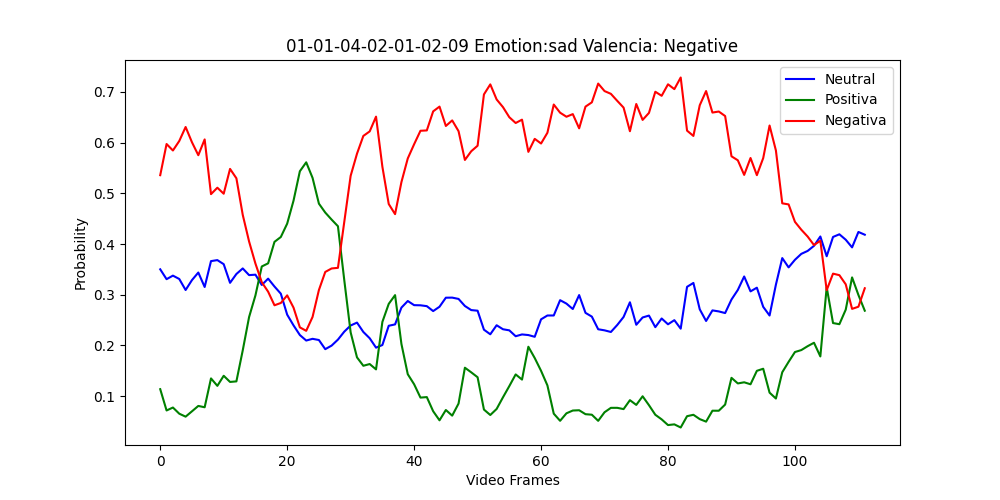 01-01-04-02-01-02-09 Emotion:sad Valencia: Negative
Neutral
Positiva
Negativa
Probability
0.7
0.6
0.5
0.4
0.3
0.2
0.1
0 20 40 60 80 100
Video Frames